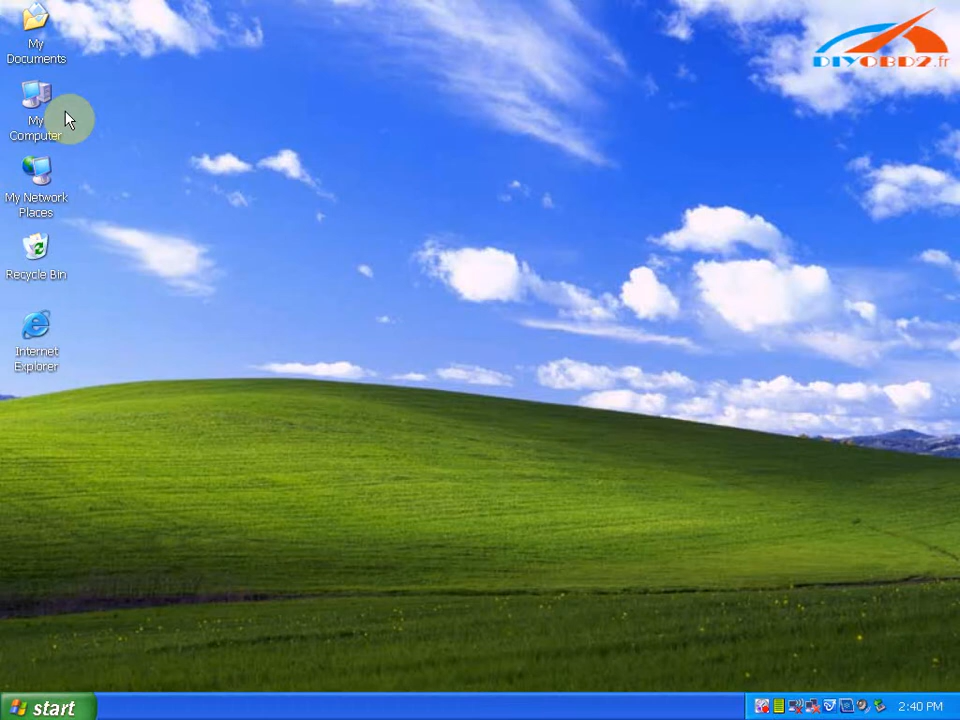 My
Documents
DIYOBD2.fr
My
Computer
My Network
Places
Recycle Bin
Internet
Explorer
start
2:40 PM